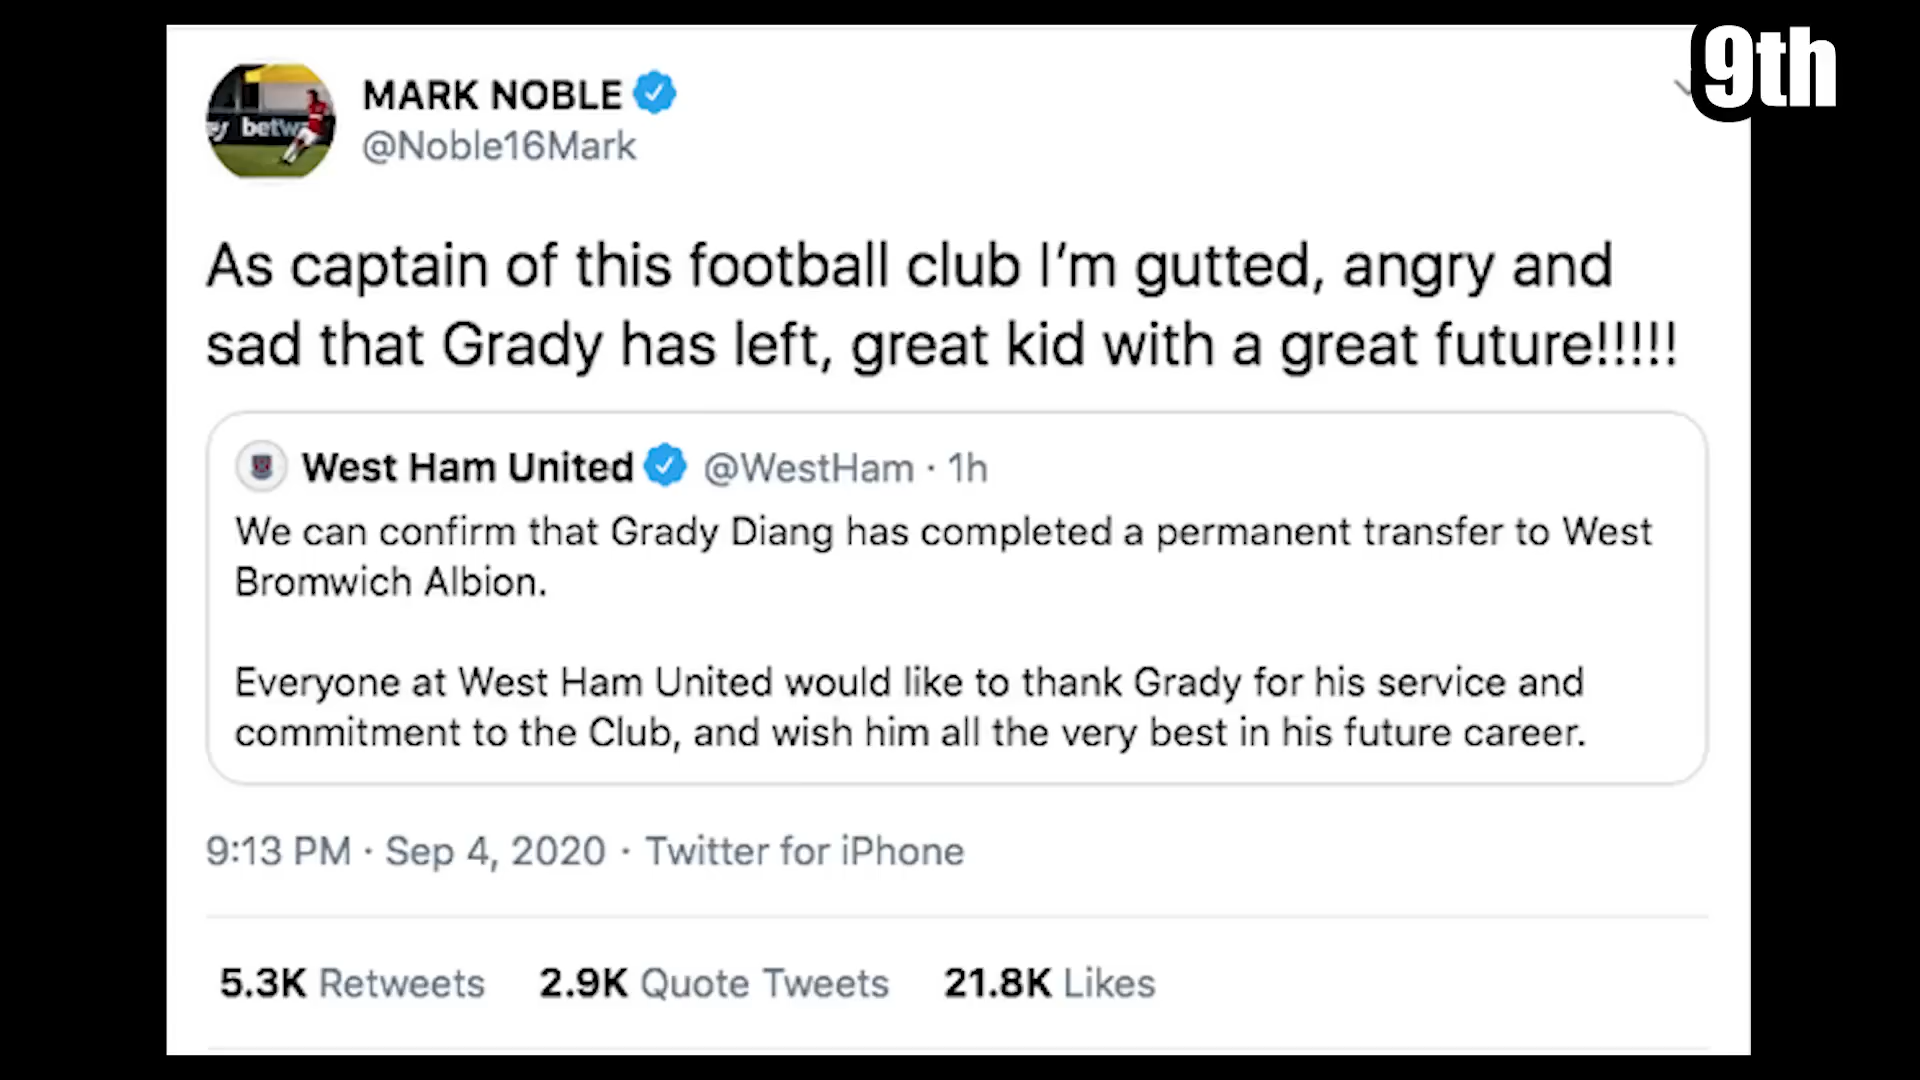 9th
MARK NOBLE
@Noble16Mark
betw
As captain of this football club I'm gutted, angry and
sad that Grady has left, great kid with a great future!!!!!
West Ham United @WestHam · 1h
We can confirm that Grady Diang has completed a permanent transfer to West
Bromwich Albion.
Everyone at West Ham United would like to thank Grady for his service and
commitment to the Club, and wish him all the very best in his future career.
9:13 PM · Sep 4, 2020 · Twitter for iPhone
5.3K Retweets 2.9K Quote Tweets 21.8K Likes